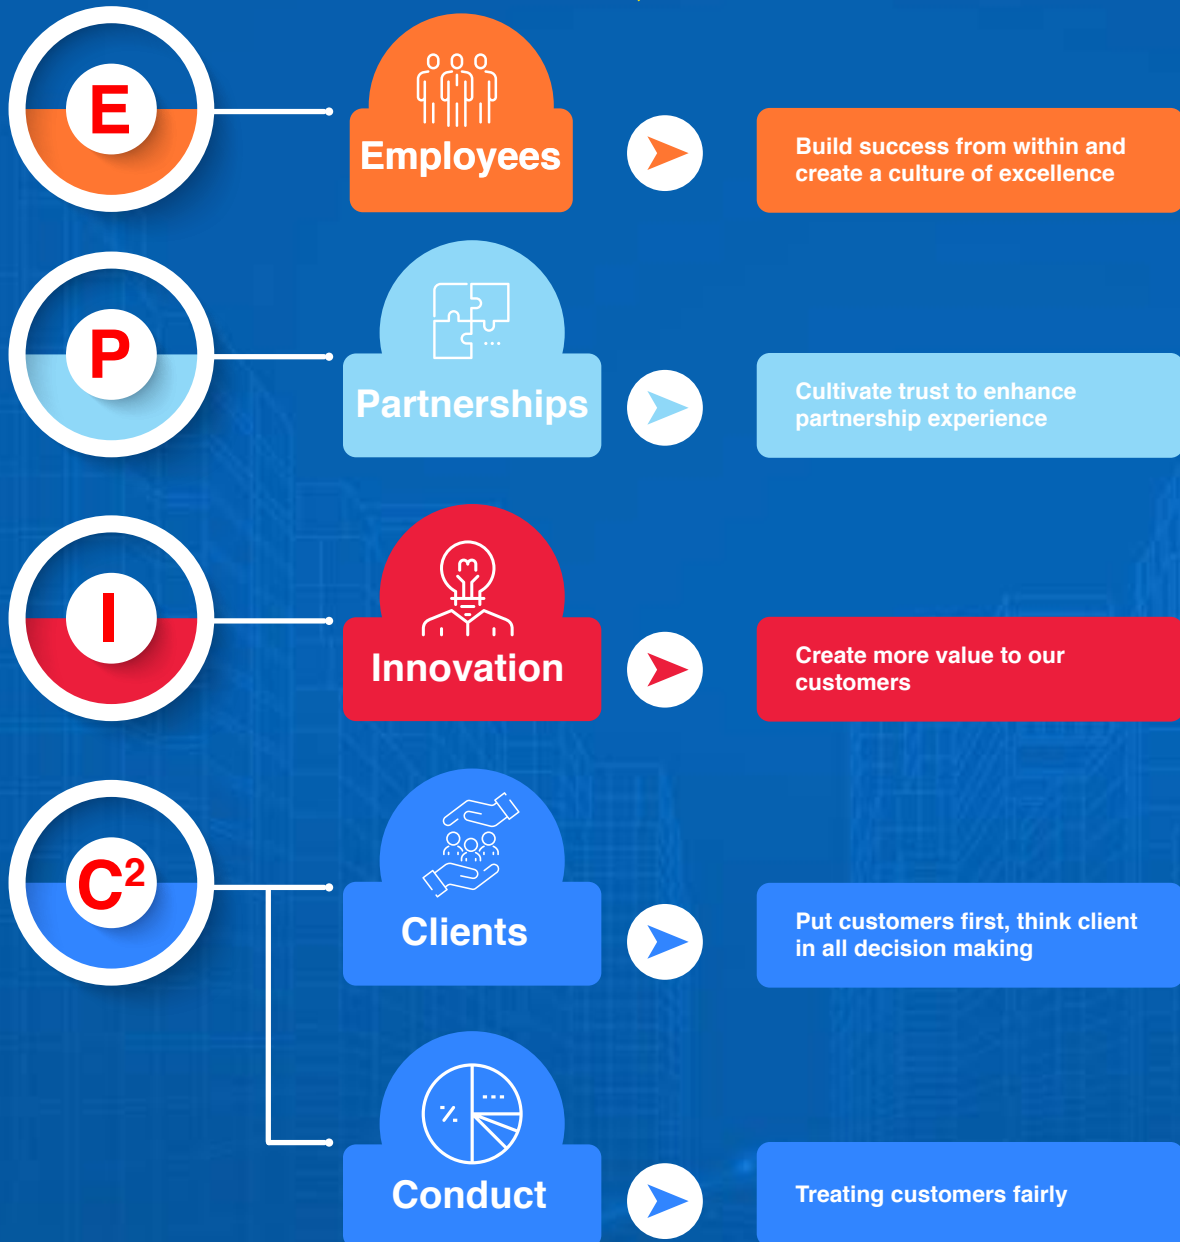 E
Employees
Build success from within and
create a culture of excellence
P
Partnerships
Cultivate trust to enhance
partnership experience
I
Innovation
Create more value to our
customers
C²
Clients
Put customers first, think client
in all decision making
Conduct
Treating customers fairly